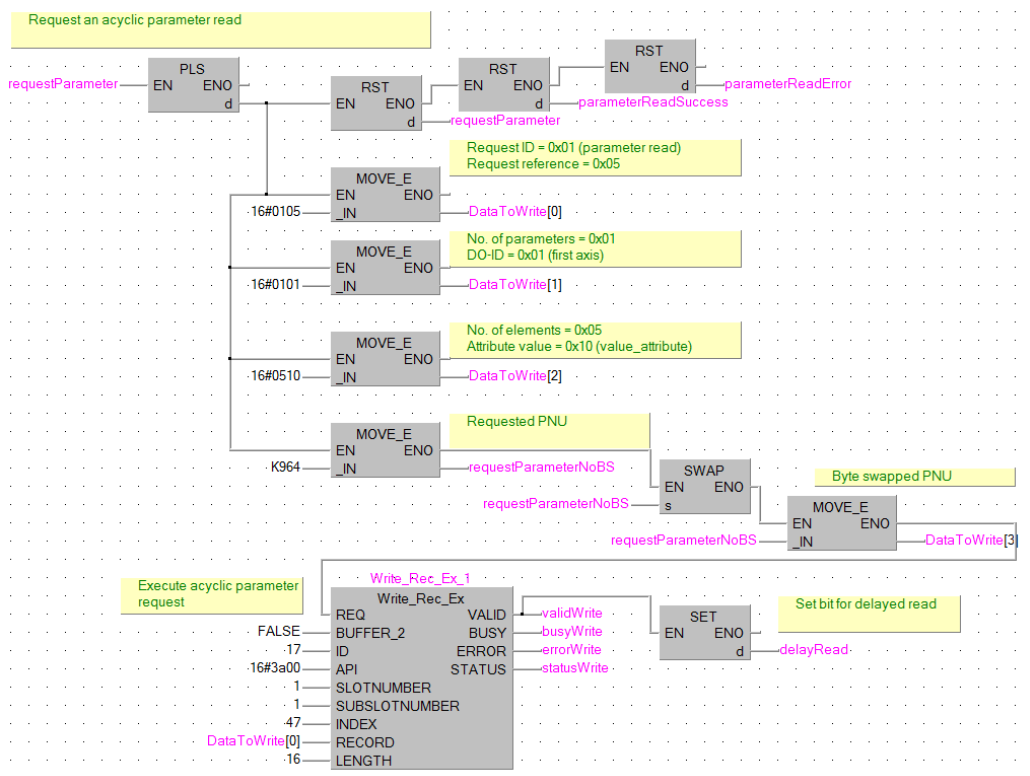 Request an acyclic parameter read
PLS
requestParameter
EN ENO
d
RST
EN ENO
d
requestParameter
RST
EN ENO
d
parameterReadSuccess
RST
EN ENO
d
parameterReadError
Request ID = 0x01 (parameter read)
Request reference = 0x05
MOVE_E
EN ENO
16#0105 _IN DataToWrite[0]
No. of parameters = 0x01
DO-ID = 0x01 (first axis)
MOVE_E
EN ENO
16#0101 _IN DataToWrite[1]
No. of elements = 0x05
Attribute value = 0x10 (value_attribute)
MOVE_E
EN ENO
16#0510 _IN DataToWrite[2]
Requested PNU
MOVE_E
EN ENO
K964 _IN requestParameterNoBS
SWAP
EN ENO
requestParameterNoBS s
Byte swapped PNU
MOVE_E
EN ENO
requestParameterNoBS _IN DataToWrite[3]
Execute acyclic parameter
request
Write_Rec_Ex_1
Write_Rec_Ex
REQ VALID validWrite
FALSE BUFFER_2 BUSY busyWrite
17 ID ERROR errorWrite
16#3a00 API STATUS statusWrite
1 SLOTNUMBER
1 SUBSLOTNUMBER
47 INDEX
DataToWrite[0] RECORD
16 LENGTH
SET
EN ENO
d
delayRead
Set bit for delayed read